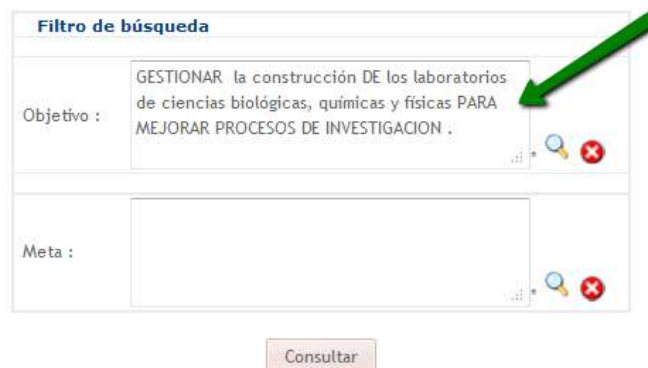 Filtro de búsqueda
Objetivo :
GESTIONAR la construcción DE los laboratorios
de ciencias biológicas, químicas y físicas PARA
MEJORAR PROCESOS DE INVESTIGACION .
*
Meta :
*
Consultar